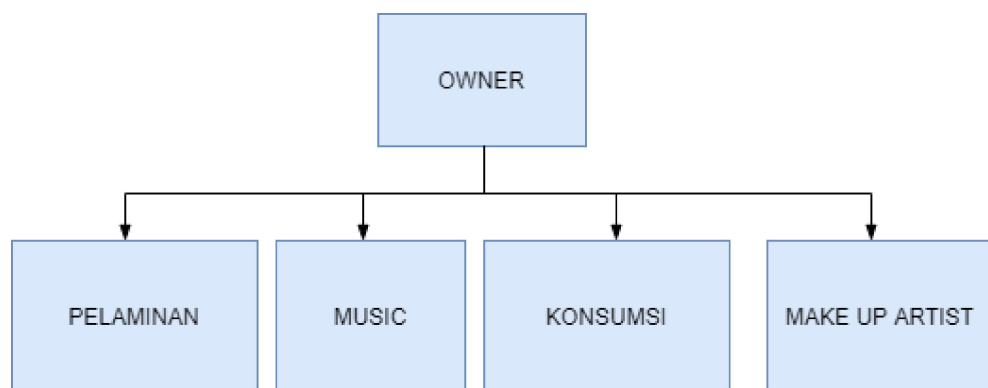 OWNER
PELAMINAN
MUSIC
KONSUMSI
MAKE UP ARTIST